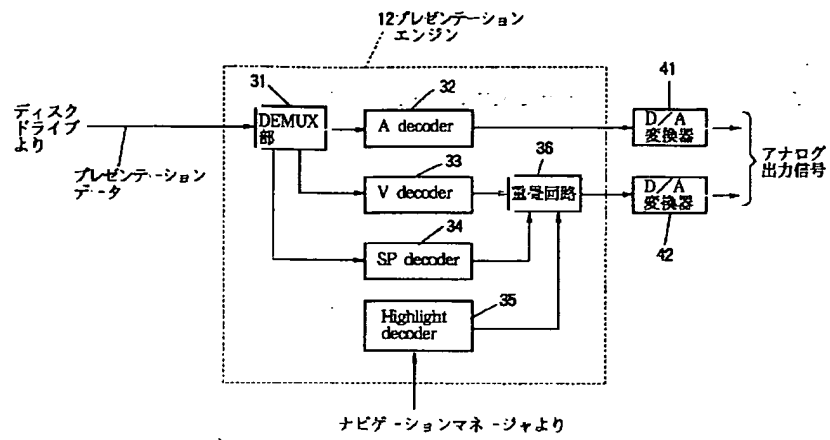 12プレゼンテーション
エンジン
31
32
41
ディスク
ドライブ
より
DEMUX
部
A decoder
D/A
変換器
プレゼンテーション
データ
33
36
アナログ
出力信号
V decoder
重畳回路
D/A
変換器
34
42
SP decoder
35
Highlight
decoder
ナビゲーションマネージャより